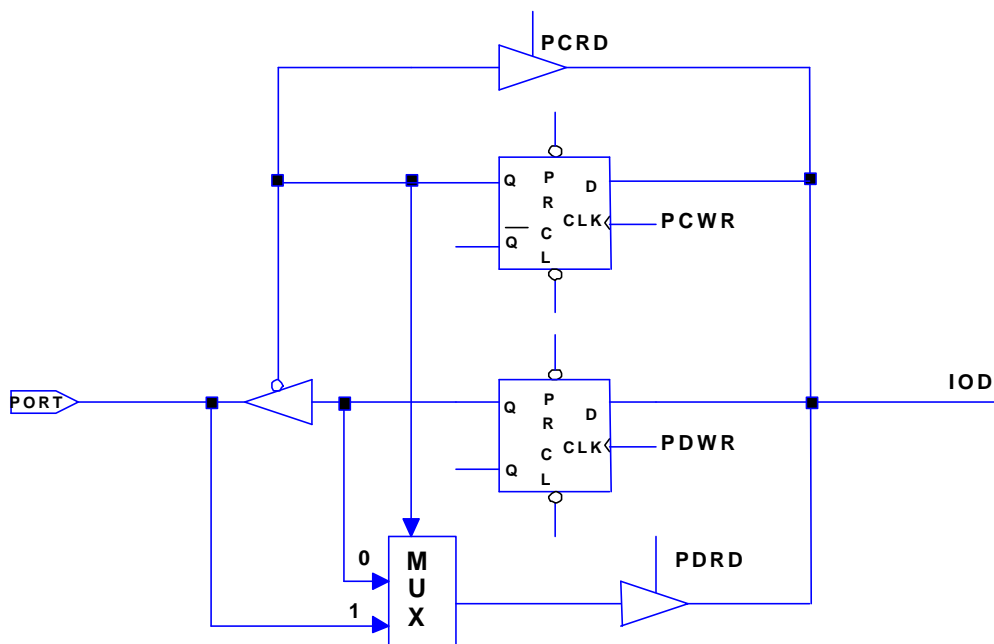 PCRD
Q P D
R
CLK PCWR
Q C
L
IOD
PORT
Q P D
R
CLK PDWR
Q C
L
0 M
U
1 X
PDRD